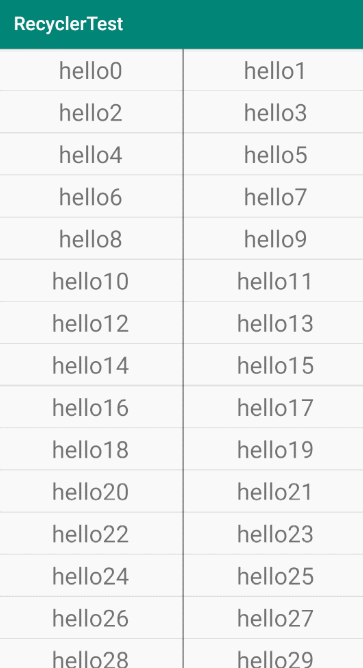 RecyclerTest
hello0 hello1
hello2 hello3
hello4 hello5
hello6 hello7
hello8 hello9
hello10 hello11
hello12 hello13
hello14 hello15
hello16 hello17
hello18 hello19
hello20 hello21
hello22 hello23
hello24 hello25
hello26 hello27
hello28 hello29